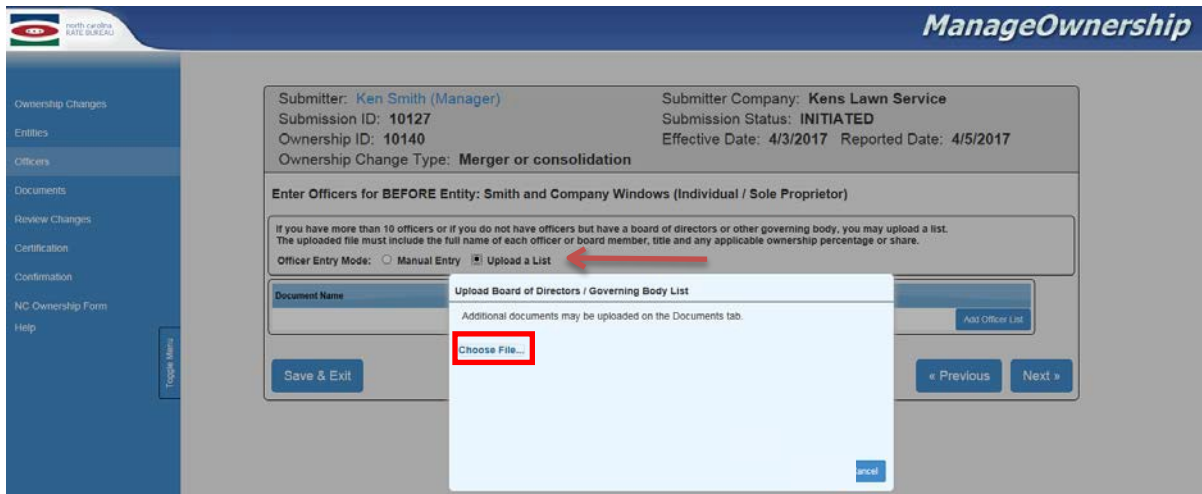 north carolina
RATE BUREAU
ManageOwnership
Ownership Changes
Entities
Officers
Documents
Review Changes
Certification
Confirmation
NC Ownership Form
Help
Toggle Menu
Submitter: Ken Smith (Manager)
Submitter Company: Kens Lawn Service
Submission ID: 10127
Submission Status: INITIATED
Ownership ID: 10140
Effective Date: 4/3/2017 Reported Date: 4/5/2017
Ownership Change Type: Merger or consolidation
Enter Officers for BEFORE Entity: Smith and Company Windows (Individual / Sole Proprietor)
If you have more than 10 officers or if you do not have officers but have a board of directors or other governing body, you may upload a list.
The uploaded file must include the full name of each officer or board member, title and any applicable ownership percentage or share.
Officer Entry Mode: Manual Entry Upload a List
Document Name
Add Officer List
Upload Board of Directors / Governing Body List
Additional documents may be uploaded on the Documents tab.
Choose File...
ancel
Save & Exit
« Previous
Next »